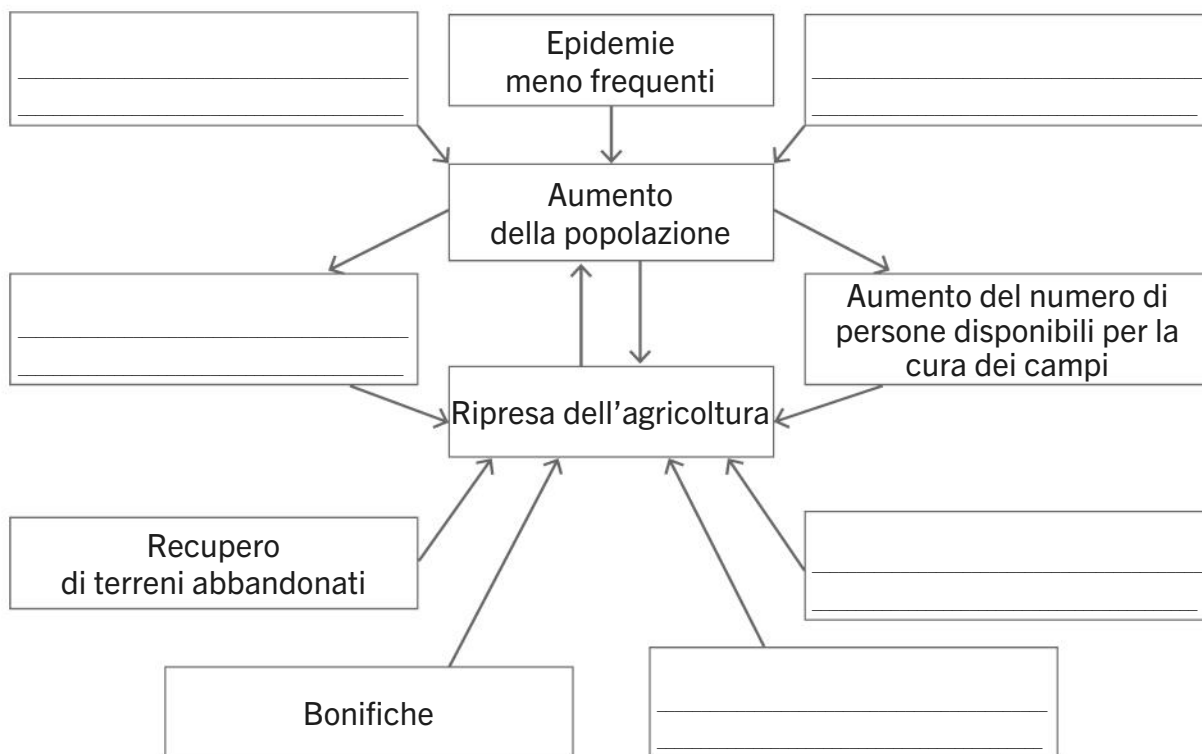 Epidemie
meno frequenti
Aumento
della popolazione
Aumento del numero di
persone disponibili per la
cura dei campi
Ripresa dell'agricoltura
Recupero
di terreni abbandonati
Bonifiche